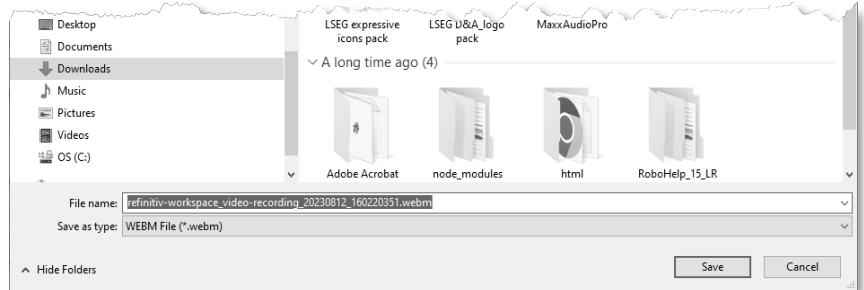 Desktop
Documents
Downloads
Music
Pictures
Videos
OS (C:)
LSEG expressive
icons pack
LSEG D&A_logo
pack
MaxxAudioPro
A long time ago (4)
Adobe Acrobat
node_modules
html
RoboHelp_15_LR
File name: refinitiv-workspace_video-recording_20230812_160220351.webm
Save as type: WEBM File (*.webm)
Hide Folders
Save
Cancel